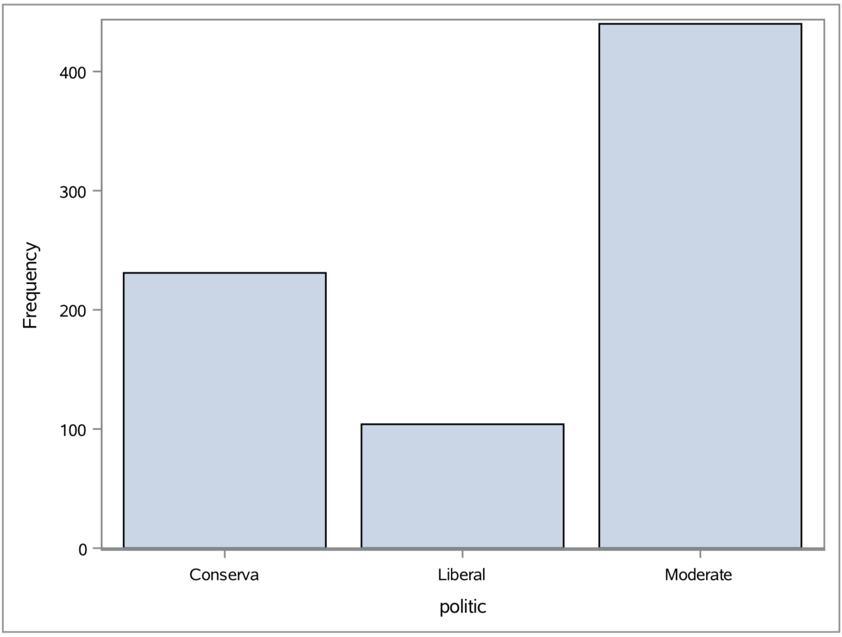 400
300
200
100
0
Frequency
Conserva Liberal Moderate
politic